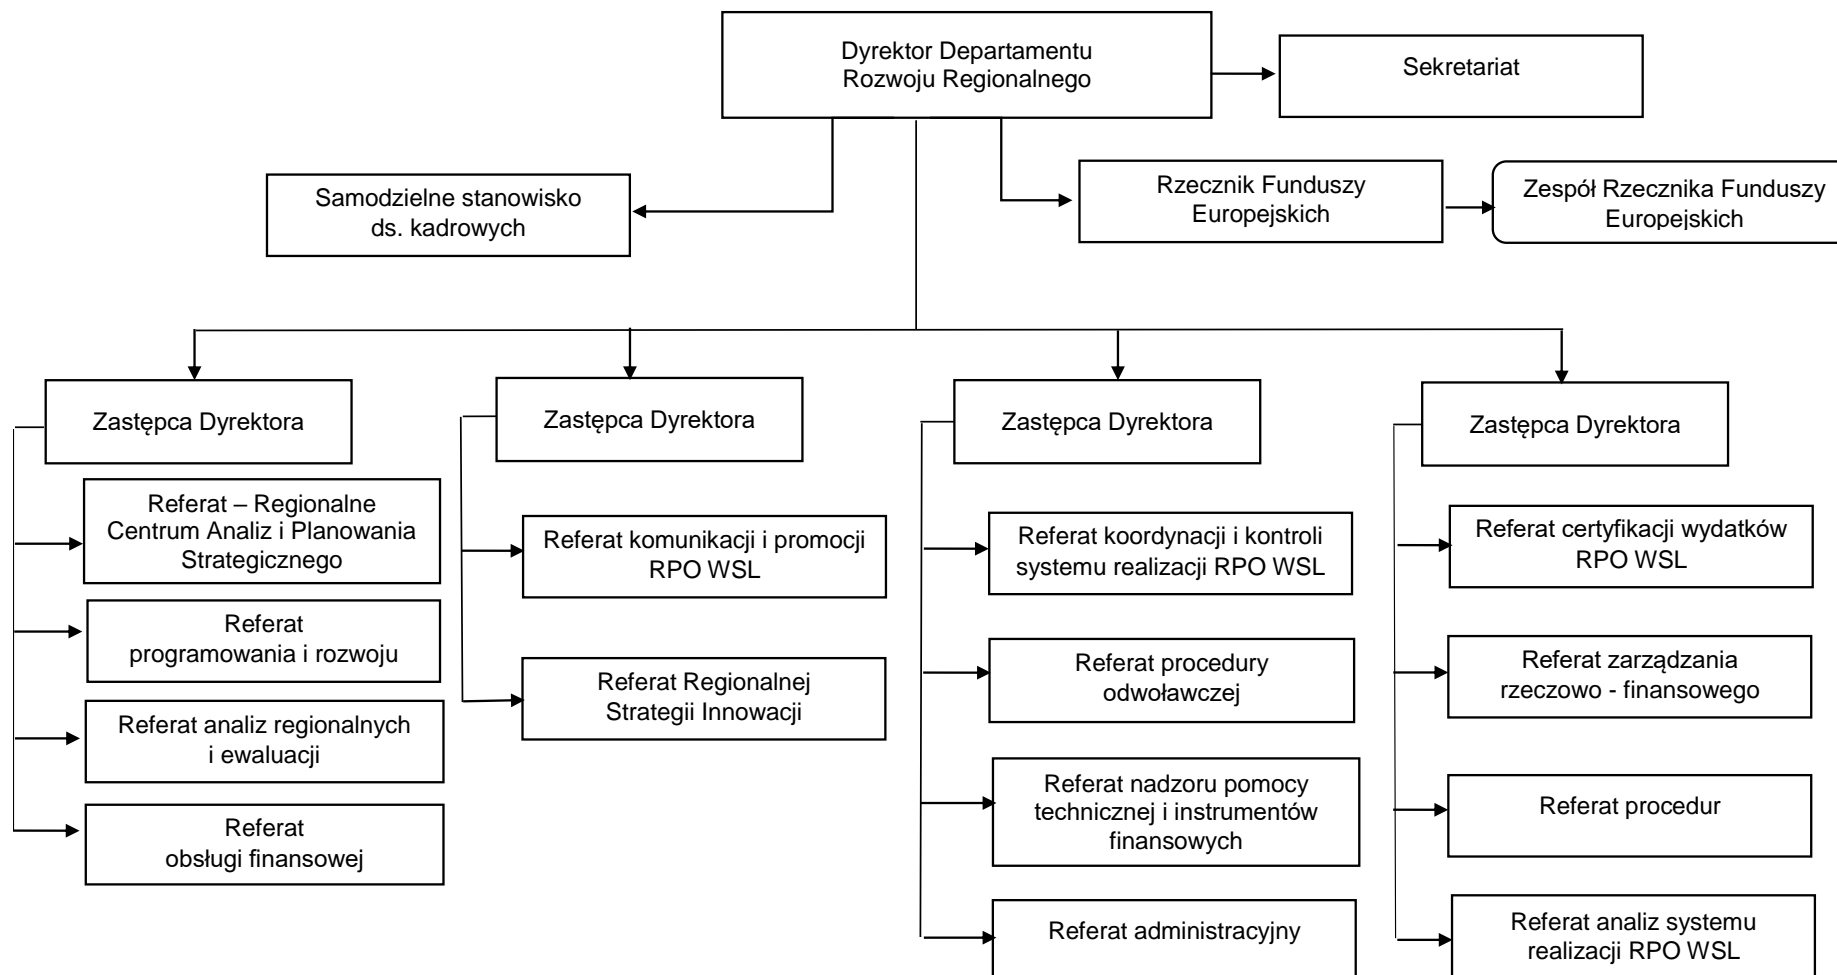 Dyrektor Departamentu
Rozwoju Regionalnego
Sekretariat
Samodzielne stanowisko
ds. kadrowych
Rzecznik Funduszy
Europejskich
Zespół Rzecznika Funduszy
Europejskich
Zastępca Dyrektora
Referat – Regionalne
Centrum Analiz i Planowania
Strategicznego
Referat
programowania i rozwoju
Referat analiz regionalnych
i ewaluacji
Referat
obsługi finansowej
Zastępca Dyrektora
Referat komunikacji i promocji
RPO WSL
Referat Regionalnej
Strategii Innowacji
Zastępca Dyrektora
Referat koordynacji i kontroli
systemu realizacji RPO WSL
Referat procedury
odwoławczej
Referat nadzoru pomocy
technicznej i instrumentów
finansowych
Referat administracyjny
Zastępca Dyrektora
Referat certyfikacji wydatków
RPO WSL
Referat zarządzania
rzeczowo - finansowego
Referat procedur
Referat analiz systemu
realizacji RPO WSL